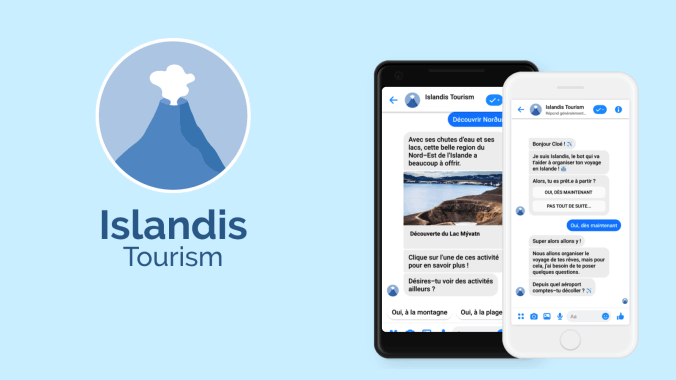 Islandis
Tourism
Islandis Tourism
Découvrir Norðu
Avec ses chutes d'eau et ses
lacs, cette belle region du
Nord-Est de l'Islande a
beaucoup à offrir.
Découverte du Lac Mývatn
Clique sur l'une de ces activité
pour en savoir plus !
Désires-tu voir des activités
ailleurs ?
Oui, à la montagne
Oui, à la plage
Islandis Tourism
Répond généralement...
Bonjour Cloé !
Je suis Islandis, le bot qui va
t'aider à organiser ton voyage
en Islande !
Alors, tu es prêt.e à partir ?
OUI, DÈS MAINTENANT
PAS TOUT DE SUITE...
Oui, dès maintenant
Super alors allons y !
Nous allons organiser le
voyage de tes rêves, mais pour
cela, j'ai besoin de te poser
quelques questions.
Depuis quel aéroport
comptes-tu décoller ?
Aa